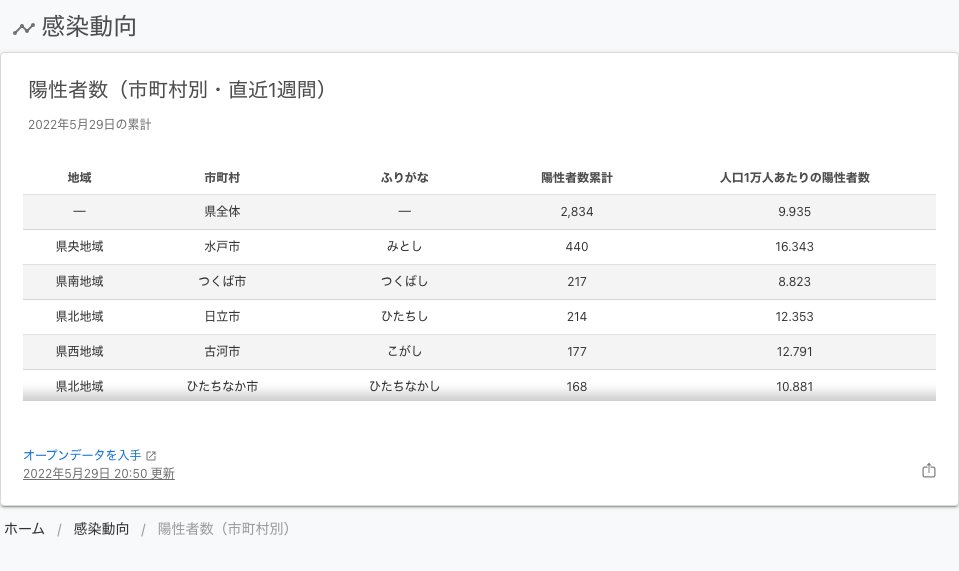 感染動向
陽性者数（市町村別・直近1週間）
2022年5月29日の累計
地域 市町村 ふりがな 陽性者数累計 人口1万人あたりの陽性者数
— 県全体 — 2,834 9.935
県央地域 水戸市 みとし 440 16.343
県南地域 つくば市 つくばし 217 8.823
県北地域 日立市 ひたちし 214 12.353
県西地域 古河市 こがし 177 12.791
県北地域 ひたちなか市 ひたちなかし 168 10.881
オープンデータを入手
2022年5月29日 20:50 更新
ホーム / 感染動向 / 陽性者数（市町村別）